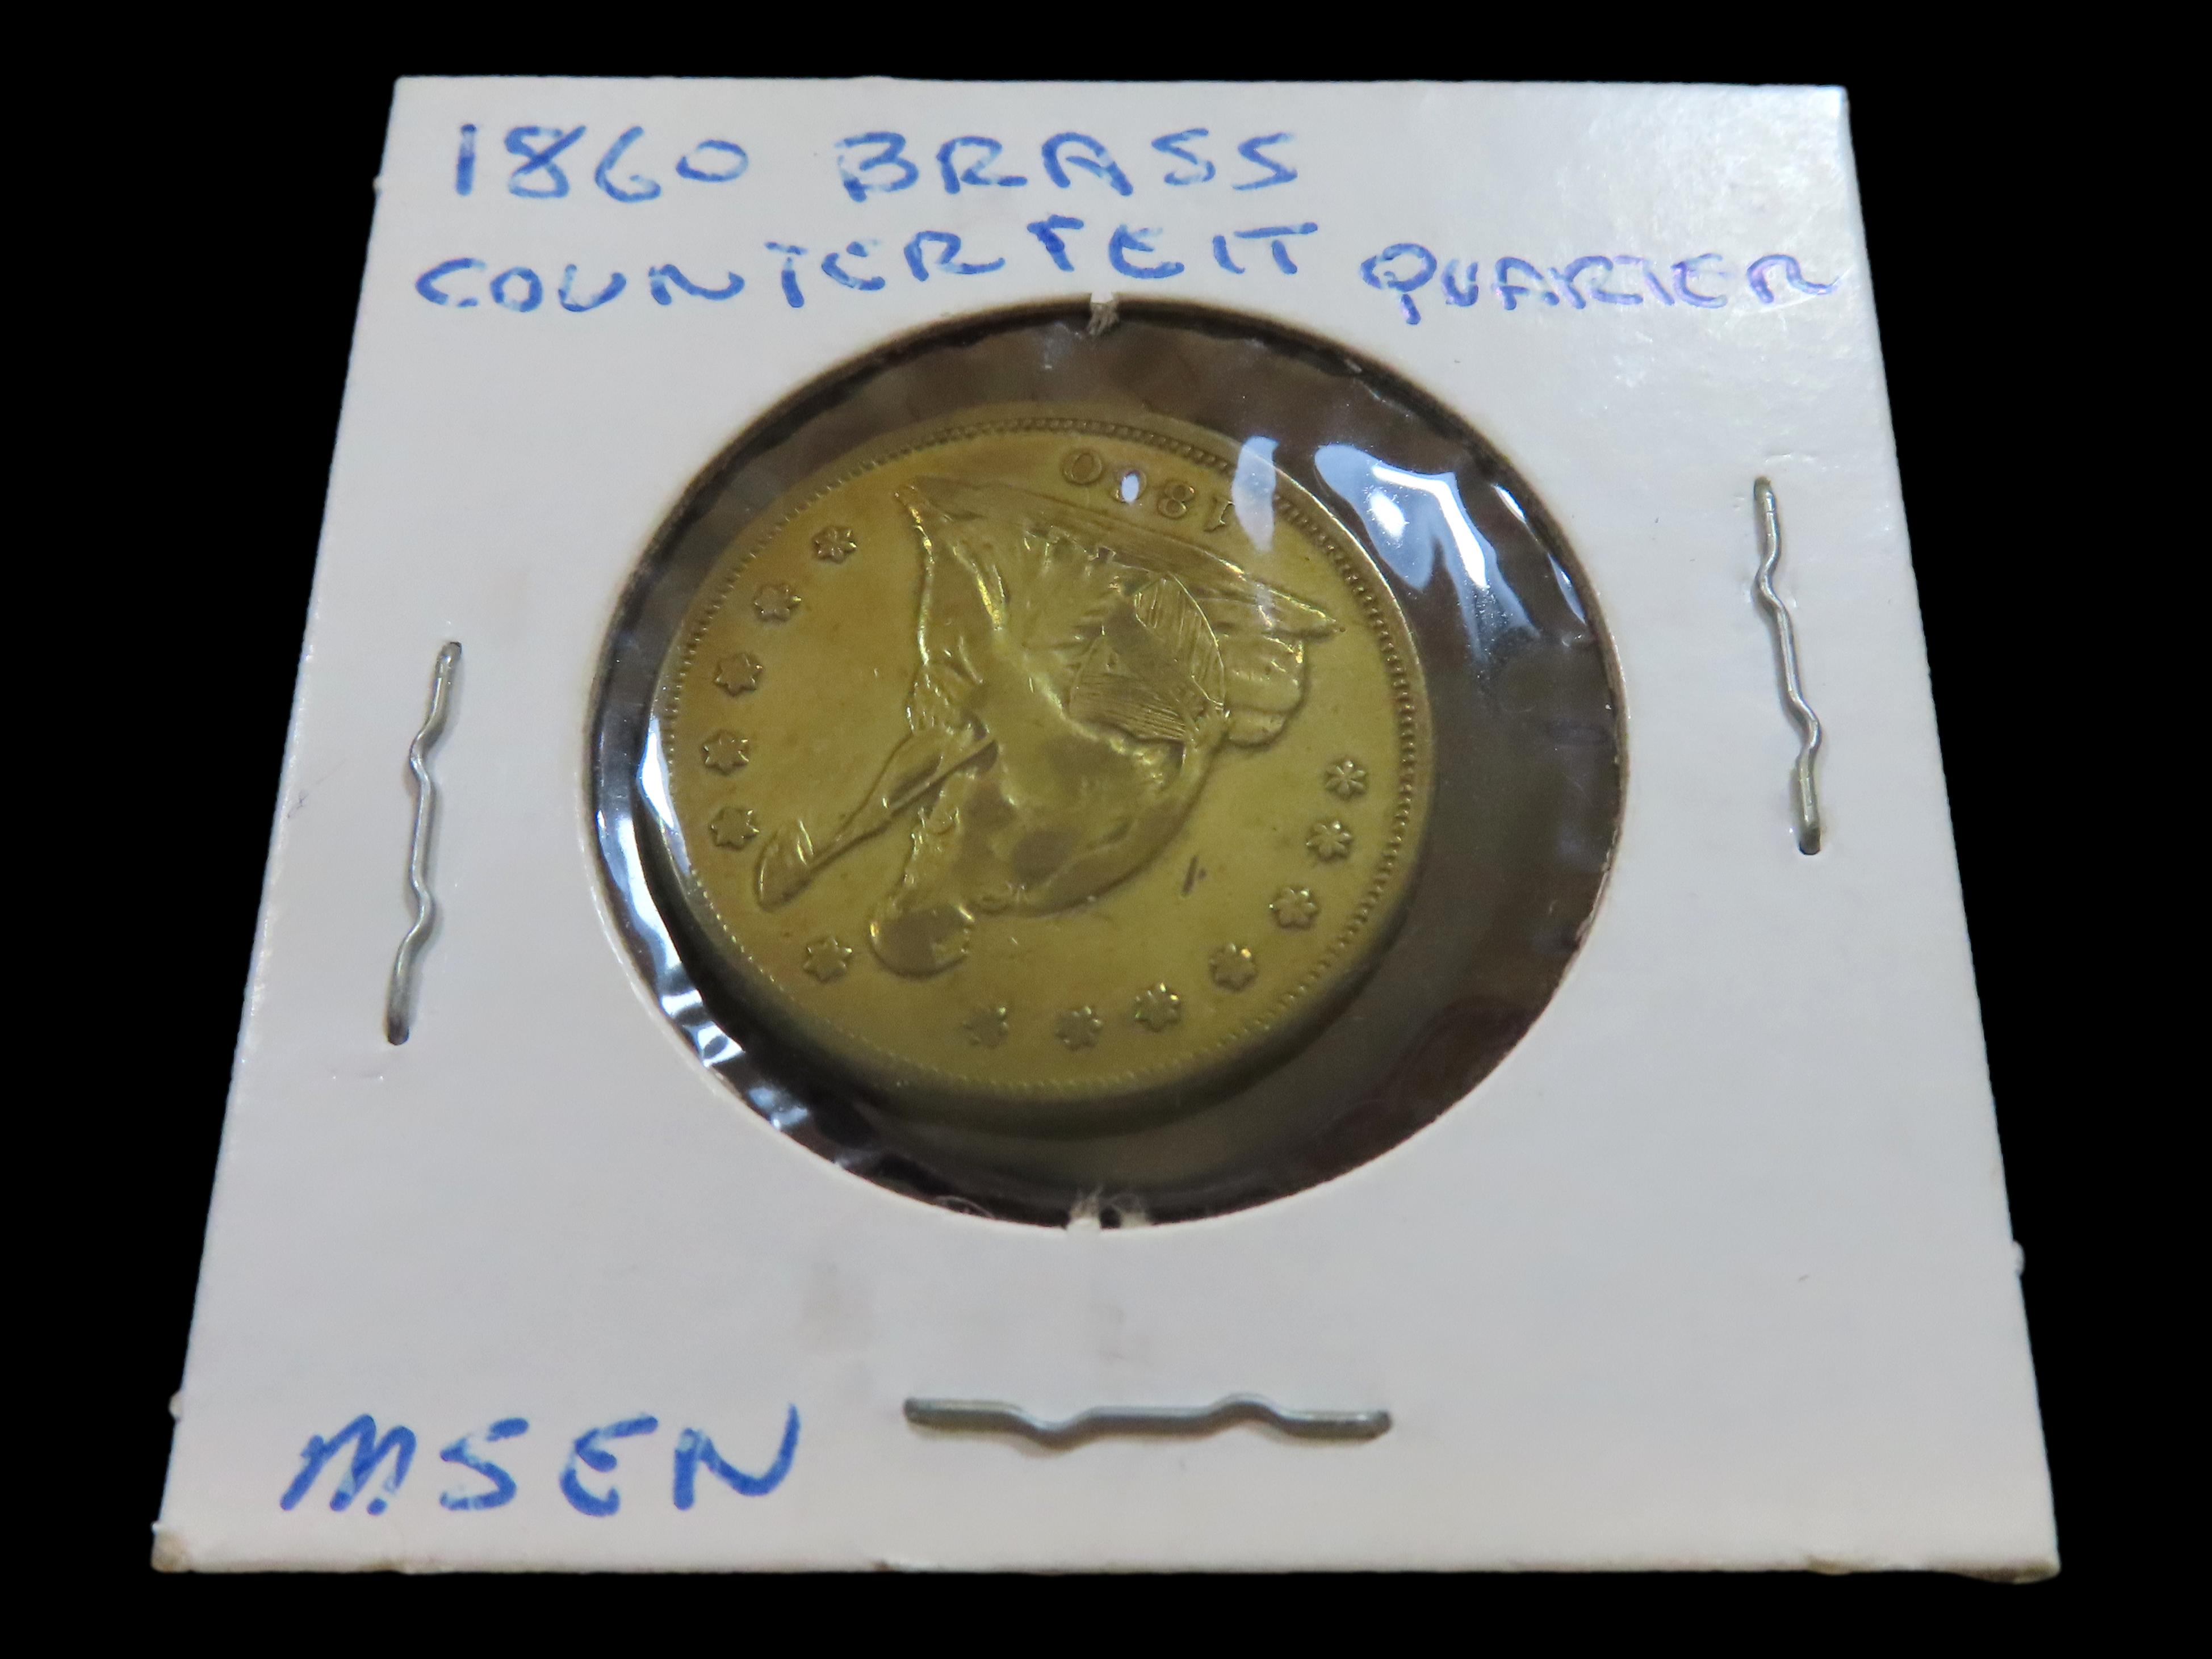 1860 BRASS
COUNTERFEIT QUARTER
1860
MSEN